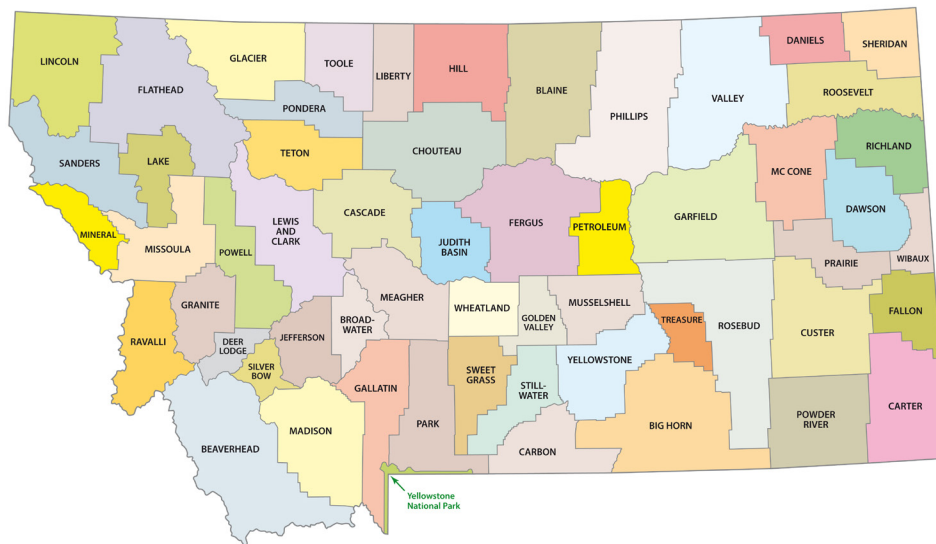 LINCOLN
FLATHEAD
GLACIER
TOOLE
LIBERTY
HILL
BLAINE
PHILLIPS
VALLEY
DANIELS
SHERIDAN
ROOSEVELT
PONDERA
TETON
CHOUTEAU
SANDERS
LAKE
MC CONE
RICHLAND
DAWSON
MINERAL
MISSOULA
POWELL
LEWIS
AND
CLARK
CASCADE
JUDITH
BASIN
FERGUS
PETROLEUM
GARFIELD
PRAIRIE
WIBAUX
RAVALLI
GRANITE
DEER
LODGE
SILVER
BOW
JEFFERSON
BROAD-
WATER
MEAGHER
WHEATLAND
GOLDEN
VALLEY
MUSSELSHELL
TREASURE
ROSEBUD
CUSTER
FALLON
BEAVERHEAD
MADISON
GALLATIN
PARK
SWEET
GRASS
STILL-
WATER
YELLOWSTONE
CARBON
BIG HORN
POWDER
RIVER
CARTER
Yellowstone
National Park